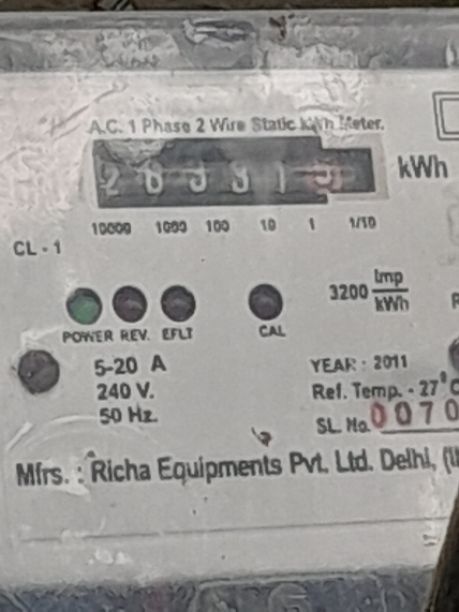 A.C. 1 Phase 2 Wire Static kWh Meter.
kWh
10000 1000 100 10 1 1/10
CL - 1
3200 Imp/kWh
POWER REV. EFLT CAL
5-20 A
240 V.
50 Hz.
YEAR : 2011
Ref. Temp. - 27°C
SL. No. 0070
Mfrs. : Richa Equipments Pvt. Ltd. Delhi,